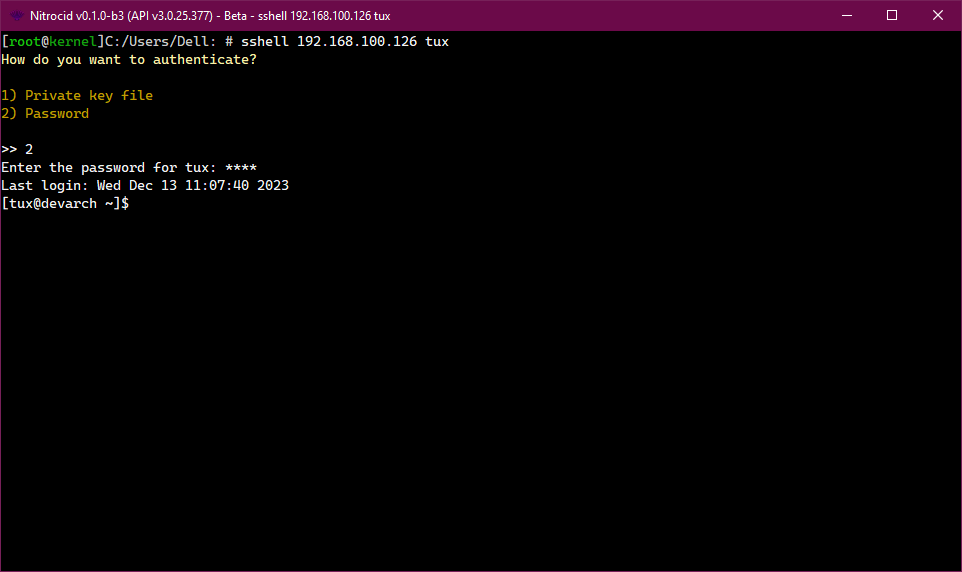 Nitrocid v0.1.0-b3 (API v3.0.25.377) - Beta - sshell 192.168.100.126 tux
[root@kernel]C:/Users/Dell: # sshell 192.168.100.126 tux
How do you want to authenticate?
1) Private key file
2) Password
>> 2
Enter the password for tux: ****
Last login: Wed Dec 13 11:07:40 2023
[tux@devarch ~]$